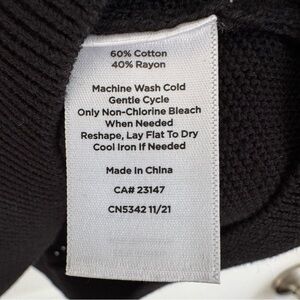 60% Cotton
40% Rayon
Machine Wash Cold
Gentle Cycle
Only Non-Chlorine Bleach
When Needed
Reshape, Lay Flat To Dry
Cool Iron If Needed
Made In China
CA# 23147
CN5342 11/21